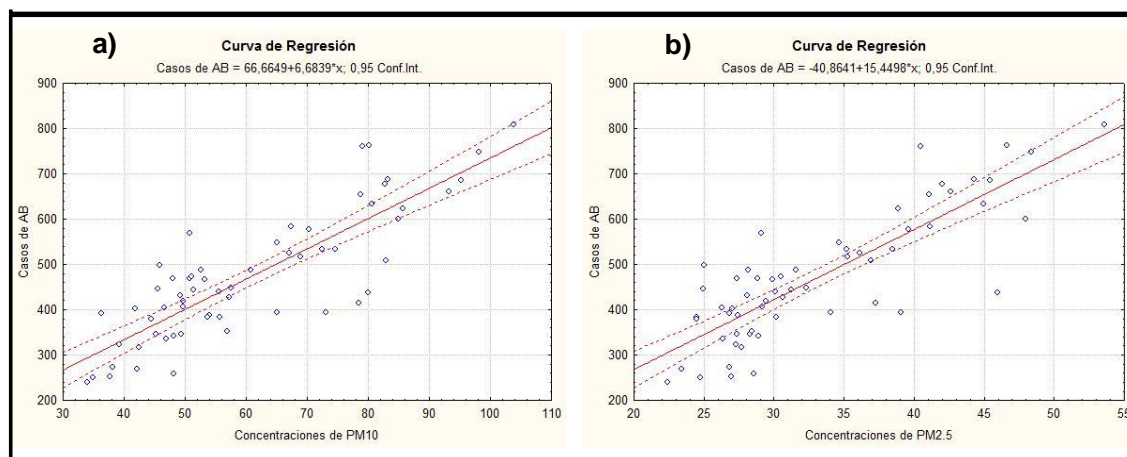 a)
Curva de Regresión
Casos de AB = 66,6649+6,6839*x; 0,95 Conf.Int.
900
800
700
600
500
400
300
200
Casos de AB
30 40 50 60 70 80 90 100 110
Concentraciones de PM10
b)
Curva de Regresión
Casos de AB = -40,8641+15,4498*x; 0,95 Conf.Int.
900
800
700
600
500
400
300
200
Casos de AB
20 25 30 35 40 45 50 55
Concentraciones de PM2.5